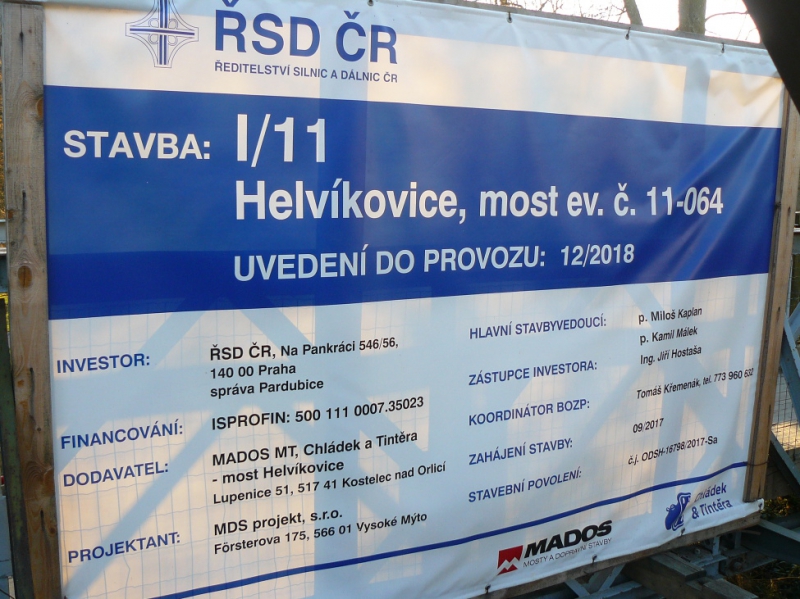 ŘSD ČR
ŘEDITELSTVÍ SILNIC A DÁLNIC ČR
STAVBA: I/11
Helvíkovice, most ev. č. 11-064
UVEDENÍ DO PROVOZU: 12/2018
INVESTOR: ŘSD ČR, Na Pankráci 546/56,
140 00 Praha
správa Pardubice
FINANCOVÁNÍ: ISPROFIN: 500 111 0007.35023
DODAVATEL: MADOS MT, Chládek a Tintěra
- most Helvíkovice
Lupenice 51, 517 41 Kostelec nad Orlicí
PROJEKTANT: MDS projekt, s.r.o.
Försterova 175, 566 01 Vysoké Mýto
HLAVNÍ STAVBYVEDOUCÍ: p. Miloš Kaplan
p. Kamil Málek
ZÁSTUPCE INVESTORA: Ing. Jiří Hostaša
KOORDINÁTOR BOZP: Tomáš Křemenák, tel. 773 960
ZAHÁJENÍ STAVBY: 09/2017
STAVEBNÍ POVOLENÍ: č.j. ODSH-16798/2017-Sa
MADOS
MOSTY A DOPRAVNÍ STAVBY
Chládek
& Tintěra